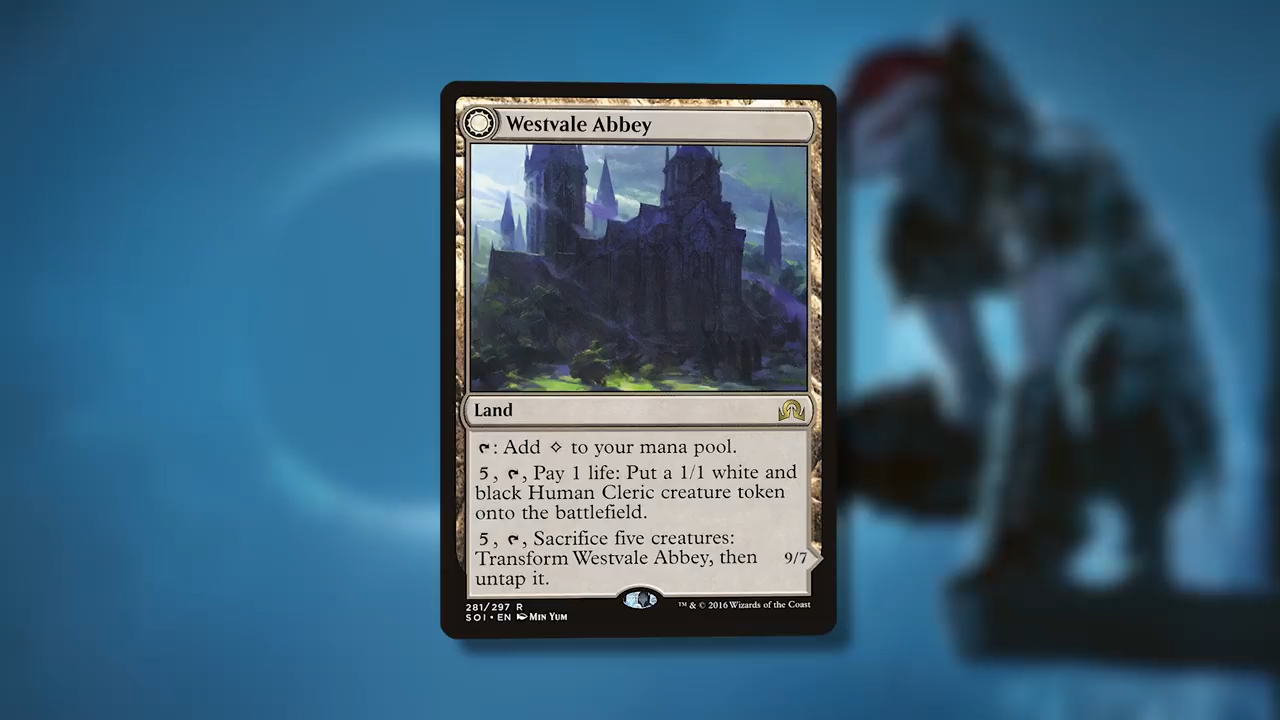 Westvale Abbey
Land
: Add to your mana pool.
5, , Pay 1 life: Put a 1/1 white and
black Human Cleric creature token
onto the battlefield.
5, , Sacrifice five creatures:
Transform Westvale Abbey, then
untap it.
9/7
281/297 R
SOI • EN Min Yum
™ & © 2016 Wizards of the Coast